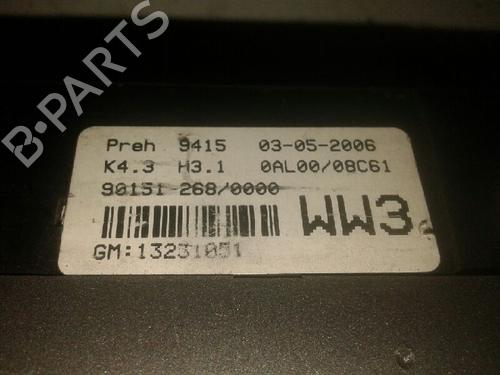 Preh 9415 03-05-2006
K4.3 H3.1 0AL00/08C61
90151-268/0000
WW3
GM:13231051
B-PARTS